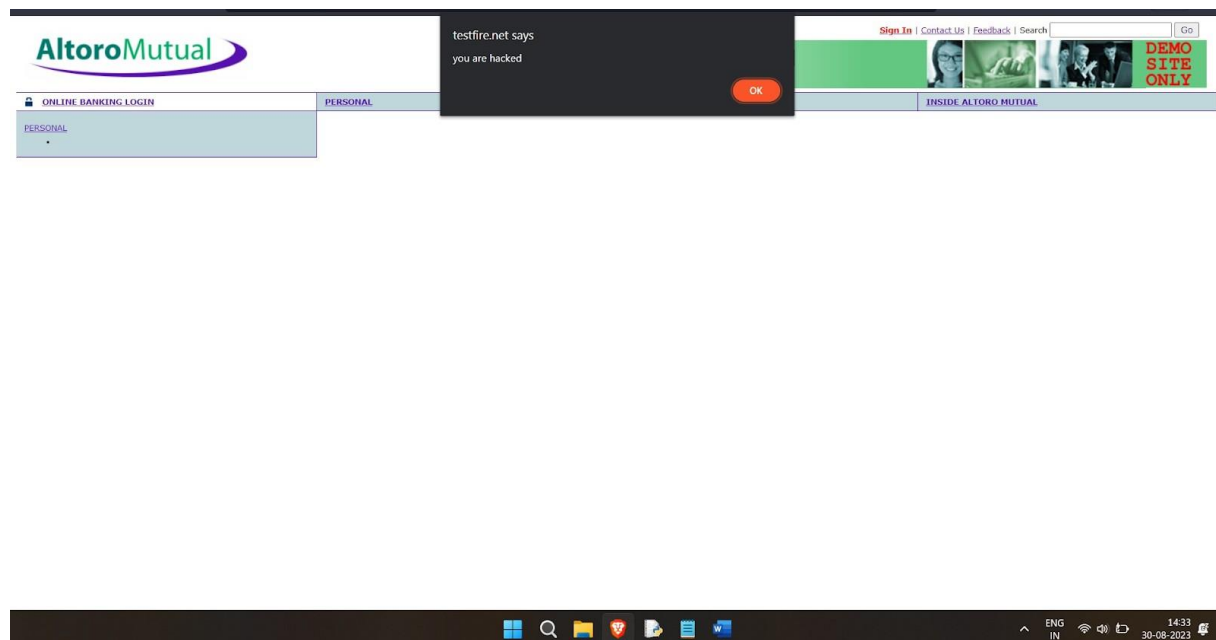 AltoroMutual
testfire.net says
you are hacked
OK
Sign In | Contact Us | Feedback | Search Go
DEMO
SITE
ONLY
ONLINE BANKING LOGIN
PERSONAL
INSIDE ALTORO MUTUAL
PERSONAL
ENG
IN
14:33
30-08-2023